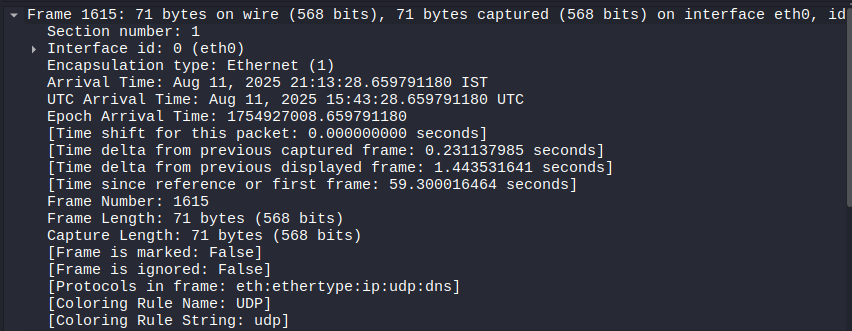 Frame 1615: 71 bytes on wire (568 bits), 71 bytes captured (568 bits) on interface eth0, id
Section number: 1
Interface id: 0 (eth0)
Encapsulation type: Ethernet (1)
Arrival Time: Aug 11, 2025 21:13:28.659791180 IST
UTC Arrival Time: Aug 11, 2025 15:43:28.659791180 UTC
Epoch Arrival Time: 1754927008.659791180
[Time shift for this packet: 0.000000000 seconds]
[Time delta from previous captured frame: 0.231137985 seconds]
[Time delta from previous displayed frame: 1.443531641 seconds]
[Time since reference or first frame: 59.300016464 seconds]
Frame Number: 1615
Frame Length: 71 bytes (568 bits)
Capture Length: 71 bytes (568 bits)
[Frame is marked: False]
[Frame is ignored: False]
[Protocols in frame: eth:ethertype:ip:udp:dns]
[Coloring Rule Name: UDP]
[Coloring Rule String: udp]